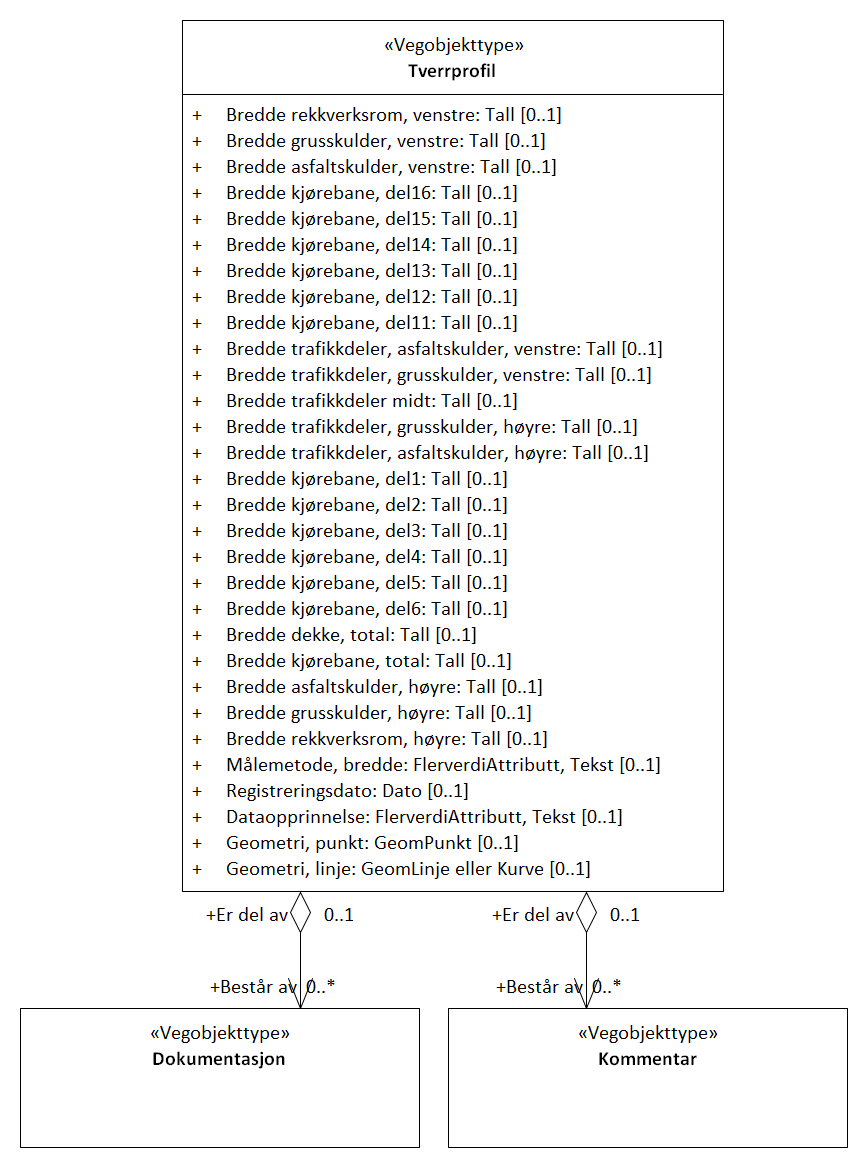 «Vegobjekttype»
Tverrprofil
+ Bredde rekkverksrom, venstre: Tall [0..1]
+ Bredde grusskulder, venstre: Tall [0..1]
+ Bredde asfaltskulder, venstre: Tall [0..1]
+ Bredde kjørebane, del16: Tall [0..1]
+ Bredde kjørebane, del15: Tall [0..1]
+ Bredde kjørebane, del14: Tall [0..1]
+ Bredde kjørebane, del13: Tall [0..1]
+ Bredde kjørebane, del12: Tall [0..1]
+ Bredde kjørebane, del11: Tall [0..1]
+ Bredde trafikkdeler, asfaltskulder, venstre: Tall [0..1]
+ Bredde trafikkdeler, grusskulder, venstre: Tall [0..1]
+ Bredde trafikkdeler midt: Tall [0..1]
+ Bredde trafikkdeler, grusskulder, høyre: Tall [0..1]
+ Bredde trafikkdeler, asfaltskulder, høyre: Tall [0..1]
+ Bredde kjørebane, del1: Tall [0..1]
+ Bredde kjørebane, del2: Tall [0..1]
+ Bredde kjørebane, del3: Tall [0..1]
+ Bredde kjørebane, del4: Tall [0..1]
+ Bredde kjørebane, del5: Tall [0..1]
+ Bredde kjørebane, del6: Tall [0..1]
+ Bredde dekke, total: Tall [0..1]
+ Bredde kjørebane, total: Tall [0..1]
+ Bredde asfaltskulder, høyre: Tall [0..1]
+ Bredde grusskulder, høyre: Tall [0..1]
+ Bredde rekkverksrom, høyre: Tall [0..1]
+ Målemetode, bredde: FlerverdiAttributt, Tekst [0..1]
+ Registreringsdato: Dato [0..1]
+ Dataopprinnelse: FlerverdiAttributt, Tekst [0..1]
+ Geometri, punkt: GeomPunkt [0..1]
+ Geometri, linje: GeomLinje eller Kurve [0..1]
+Er del av 0..1
+Er del av 0..1
+Består av 0..*
+Består av 0..*
«Vegobjekttype»
Dokumentasjon
«Vegobjekttype»
Kommentar